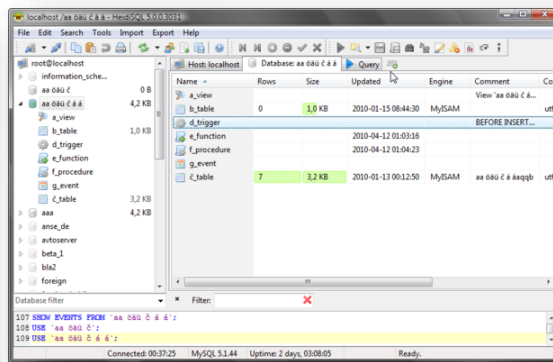 localhost /aa öäü č á á - HeidiSQL 5.0.0.3031
File Edit Search Tools Import Export Help
root@localhost
information_sche...
aa öäü č 0 B
aa öäü č á á 4,2 KB
a_view
b_table 1,0 KB
d_trigger
e_function
f_procedure
g_event
č_table 3,2 KB
aaa 4,2 KB
anse_de
avtoserver
beta_1
bla2
foreign
Host: localhost Database: aa öäü č á á Query
Name Rows Size Updated Engine Comment Co
a_view View 'aa öäü č á...
b_table 0 1,0 KB 2010-01-15 08:44:30 MyISAM utf
d_trigger BEFORE INSERT...
e_function 2010-04-12 01:03:16
f_procedure 2010-04-12 01:04:23
g_event
č_table 7 3,2 KB 2010-01-13 00:12:50 MyISAM aa öäü č á áaqqb utf
Database filter Filter:
107 SHOW EVENTS FROM `aa öäü č á á`;
108 USE `aa öäü č`;
109 USE `aa öäü č á á`;
Connected: 00:37:25 MySQL 5.1.44 Uptime: 2 days, 03:08:05 Ready.